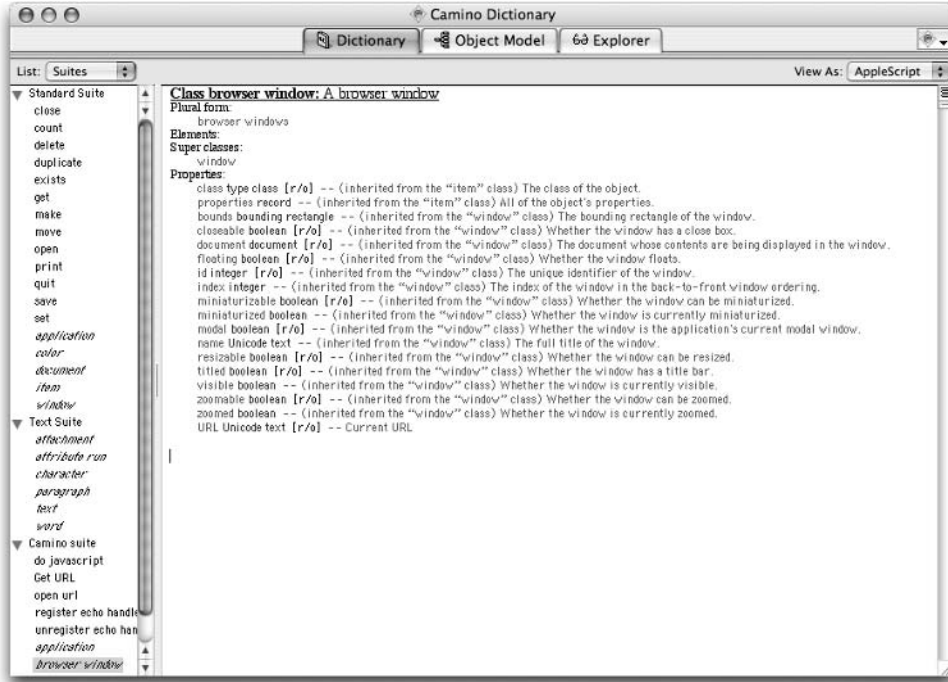 Camino Dictionary
Dictionary
Object Model
Explorer
List: Suites
View As: AppleScript
Standard Suite
close
count
delete
duplicate
exists
get
make
move
open
print
quit
save
set
application
color
document
item
window
Text Suite
attachment
attribute run
character
paragraph
text
word
Camino suite
do javascript
Get URL
open url
register echo handle
unregister echo han
application
browser window
Class browser window: A browser window
Plural form:
browser windows
Elements:
Super classes:
window
Properties:
class type class [r/o] -- (inherited from the “item” class) The class of the object.
properties record -- (inherited from the “item” class) All of the object's properties.
bounds bounding rectangle -- (inherited from the “window” class) The bounding rectangle of the window.
closeable boolean [r/o] -- (inherited from the “window” class) Whether the window has a close box.
document document [r/o] -- (inherited from the “window” class) The document whose contents are being displayed in the window.
floating boolean [r/o] -- (inherited from the “window” class) Whether the window floats.
id integer [r/o] -- (inherited from the “window” class) The unique identifier of the window.
index integer -- (inherited from the “window” class) The index of the window in the back-to-front window ordering.
miniaturizable boolean [r/o] -- (inherited from the “window” class) Whether the window can be miniaturized.
miniaturized boolean -- (inherited from the “window” class) Whether the window is currently miniaturized.
modal boolean [r/o] -- (inherited from the “window” class) Whether the window is the application's current modal window.
name Unicode text -- (inherited from the “window” class) The full title of the window.
resizable boolean [r/o] -- (inherited from the “window” class) Whether the window can be resized.
titled boolean [r/o] -- (inherited from the “window” class) Whether the window has a title bar.
visible boolean -- (inherited from the “window” class) Whether the window is currently visible.
zoomable boolean [r/o] -- (inherited from the “window” class) Whether the window can be zoomed.
zoomed boolean -- (inherited from the “window” class) Whether the window is currently zoomed.
URL Unicode text [r/o] -- Current URL